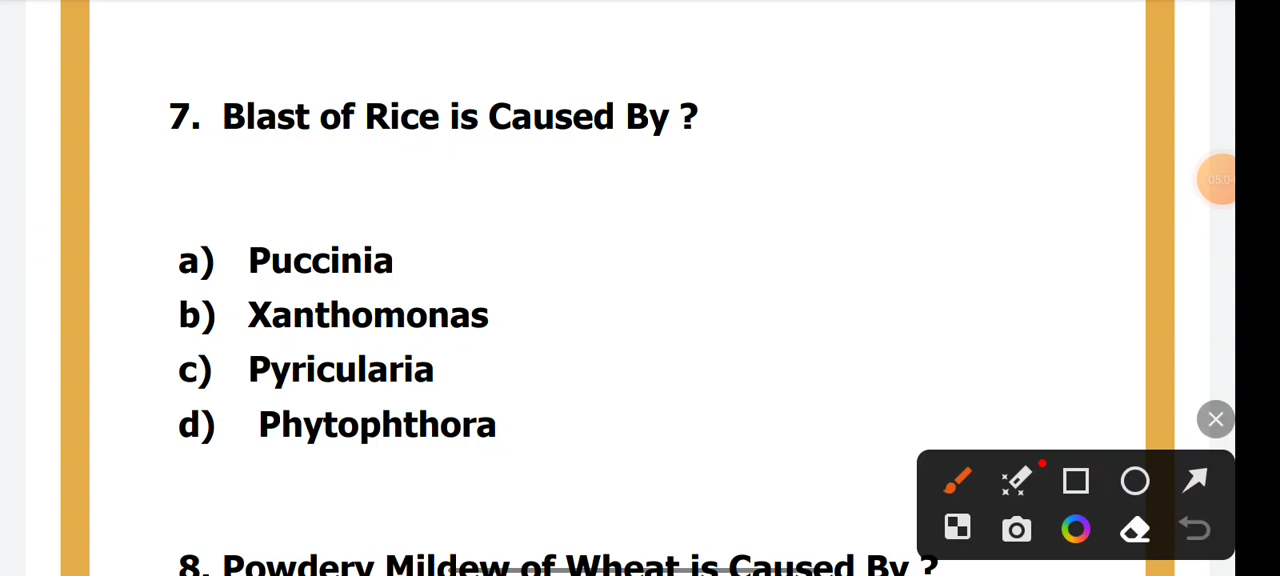 7. Blast of Rice is Caused By ?
a) Puccinia
b) Xanthomonas
c) Pyricularia
d) Phytophthora
8. Powdery Mildew of Wheat is Caused By ?